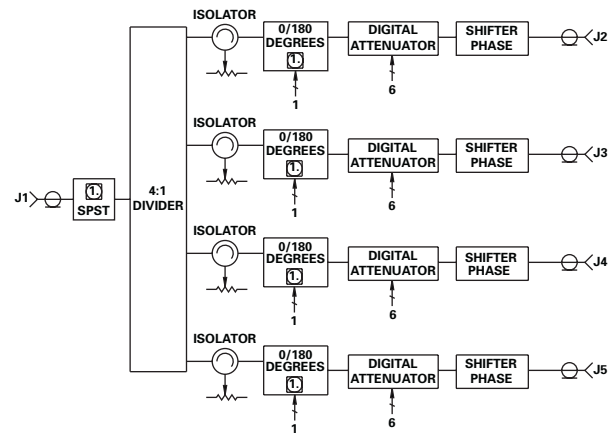 ISOLATOR
0/180
DEGREES
1.
1
DIGITAL
ATTENUATOR
6
SHIFTER
PHASE
J2
ISOLATOR
0/180
DEGREES
1.
1
DIGITAL
ATTENUATOR
6
SHIFTER
PHASE
J3
J1
1.
SPST
4:1
DIVIDER
ISOLATOR
0/180
DEGREES
1.
1
DIGITAL
ATTENUATOR
6
SHIFTER
PHASE
J4
ISOLATOR
0/180
DEGREES
1.
1
DIGITAL
ATTENUATOR
6
SHIFTER
PHASE
J5